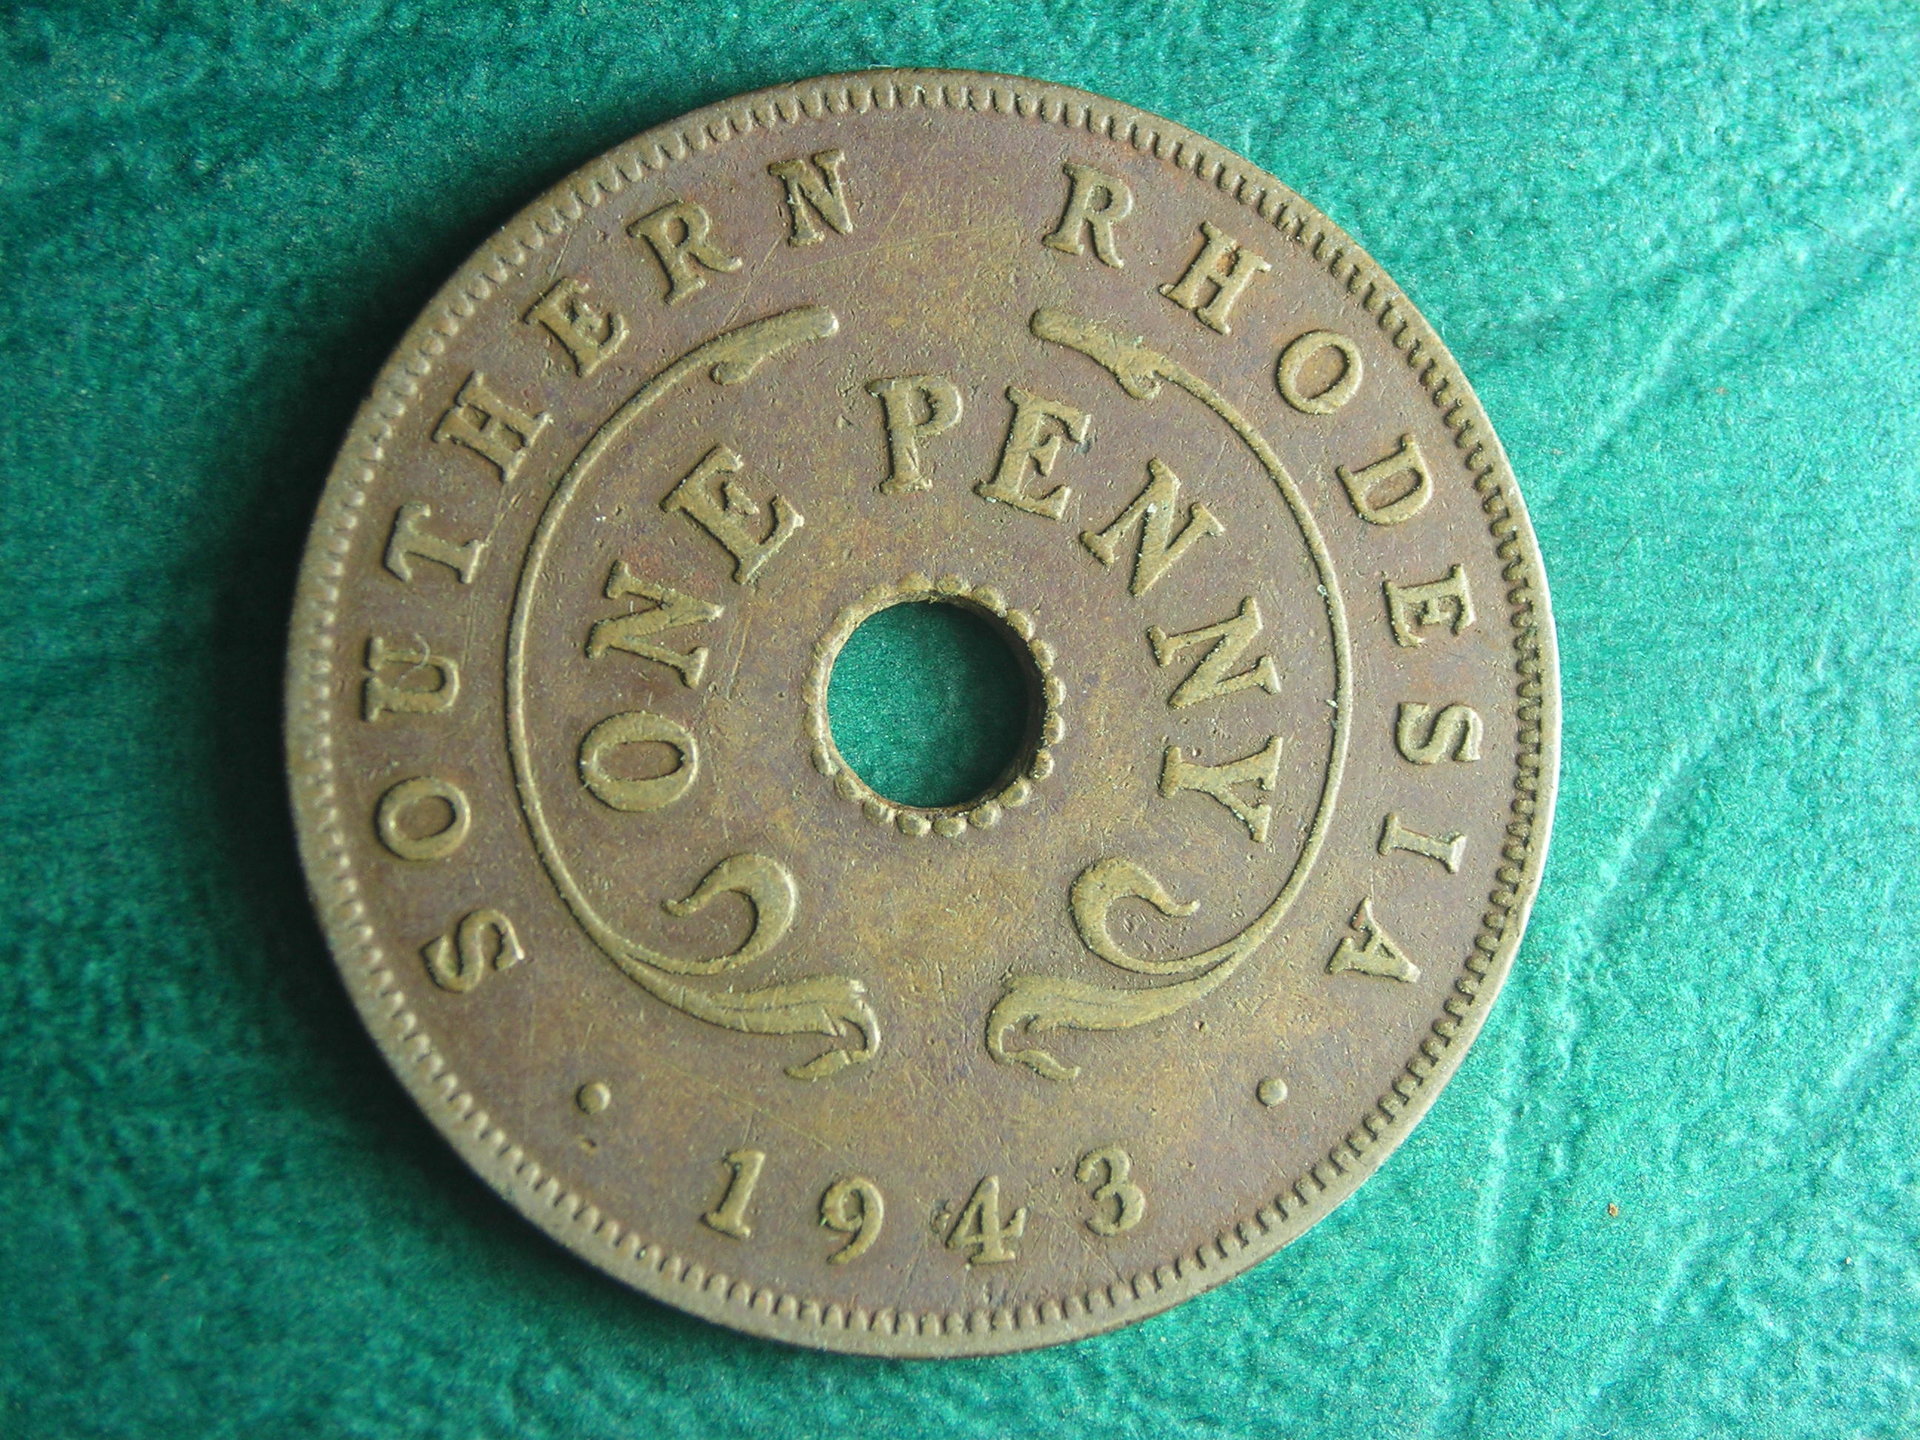 SOUTHERN RHODESIA
ONE PENNY
· 1943 ·